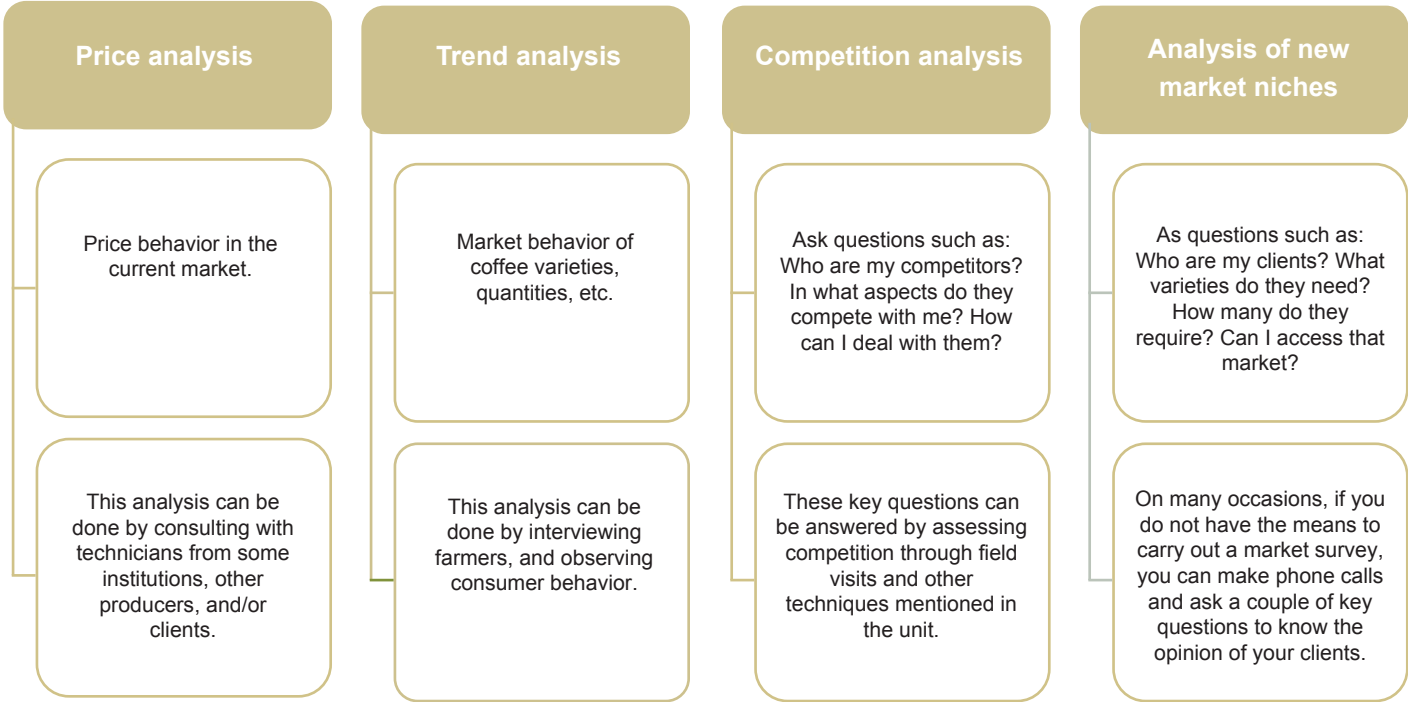 Price analysis
Price behavior in the
current market.
This analysis can be
done by consulting with
technicians from some
institutions, other
producers, and/or
clients.
Trend analysis
Market behavior of
coffee varieties,
quantities, etc.
This analysis can be
done by interviewing
farmers, and observing
consumer behavior.
Competition analysis
Ask questions such as:
Who are my competitors?
In what aspects do they
compete with me? How
can I deal with them?
These key questions can
be answered by assessing
competition through field
visits and other
techniques mentioned in
the unit.
Analysis of new
market niches
As questions such as:
Who are my clients? What
varieties do they need?
How many do they
require? Can I access that
market?
On many occasions, if you
do not have the means to
carry out a market survey,
you can make phone calls
and ask a couple of key
questions to know the
opinion of your clients.